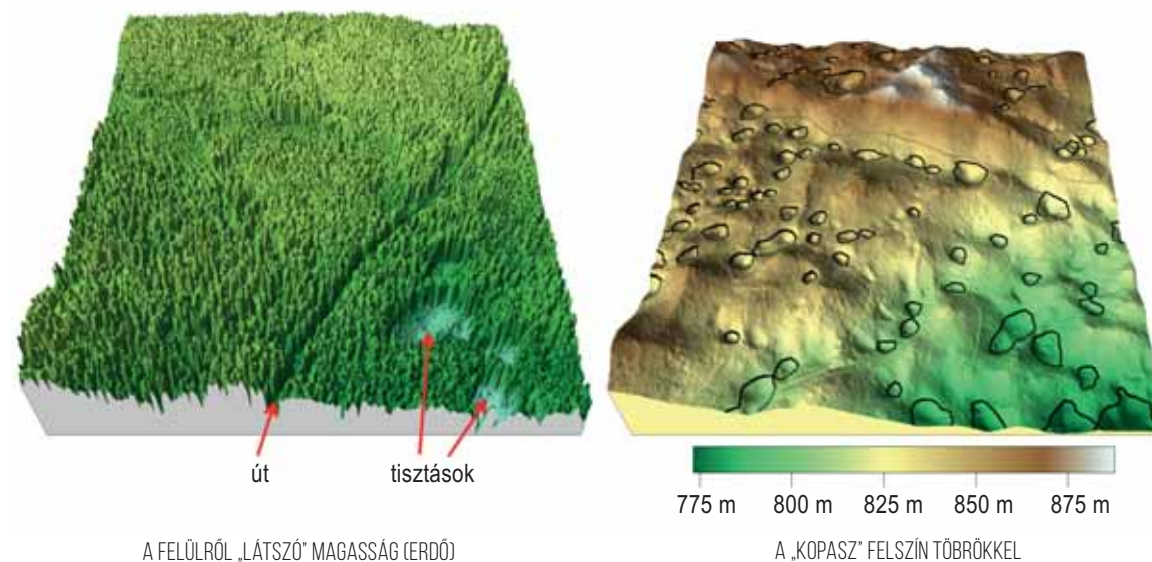 út
tisztások
775 m 800 m 825 m 850 m 875 m
A FELÜLRŐL „LÁTSZÓ” MAGASSÁG (ERDŐ)
A „KOPASZ” FELSZÍN TÖBRÖKKEL